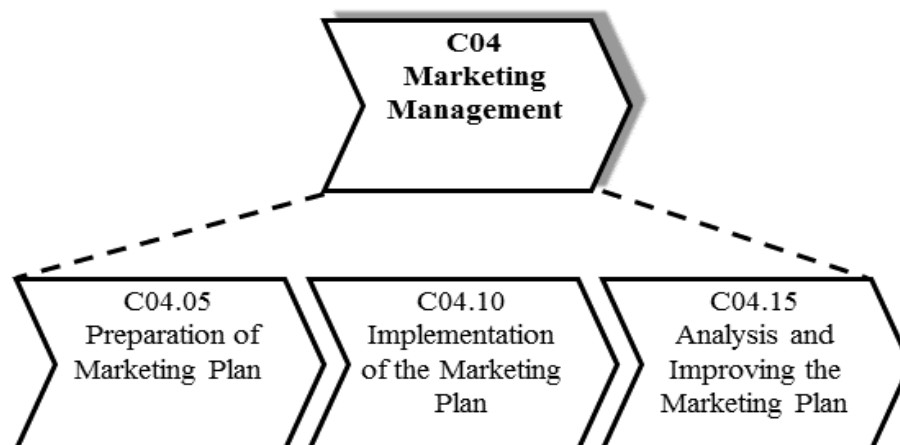 C04
Marketing
Management
C04.05
Preparation of
Marketing Plan
C04.10
Implementation
of the Marketing
Plan
C04.15
Analysis and
Improving the
Marketing Plan